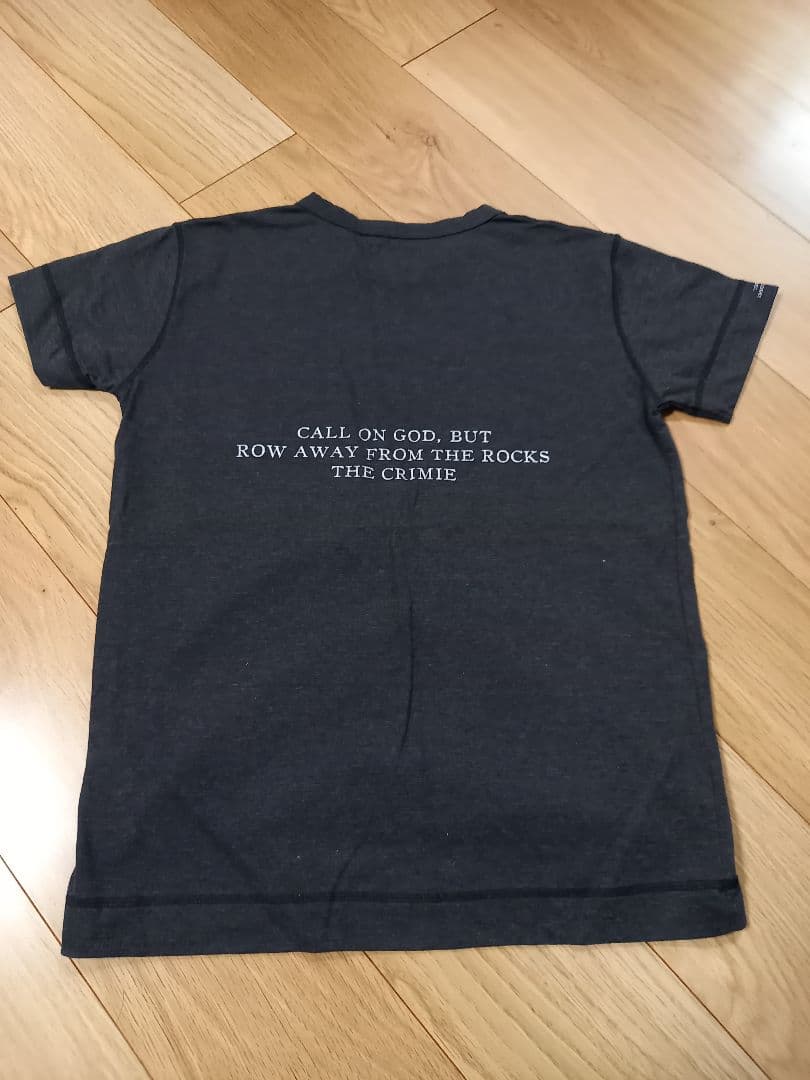 CALL ON GOD, BUT
ROW AWAY FROM THE ROCKS
THE CRIMIE